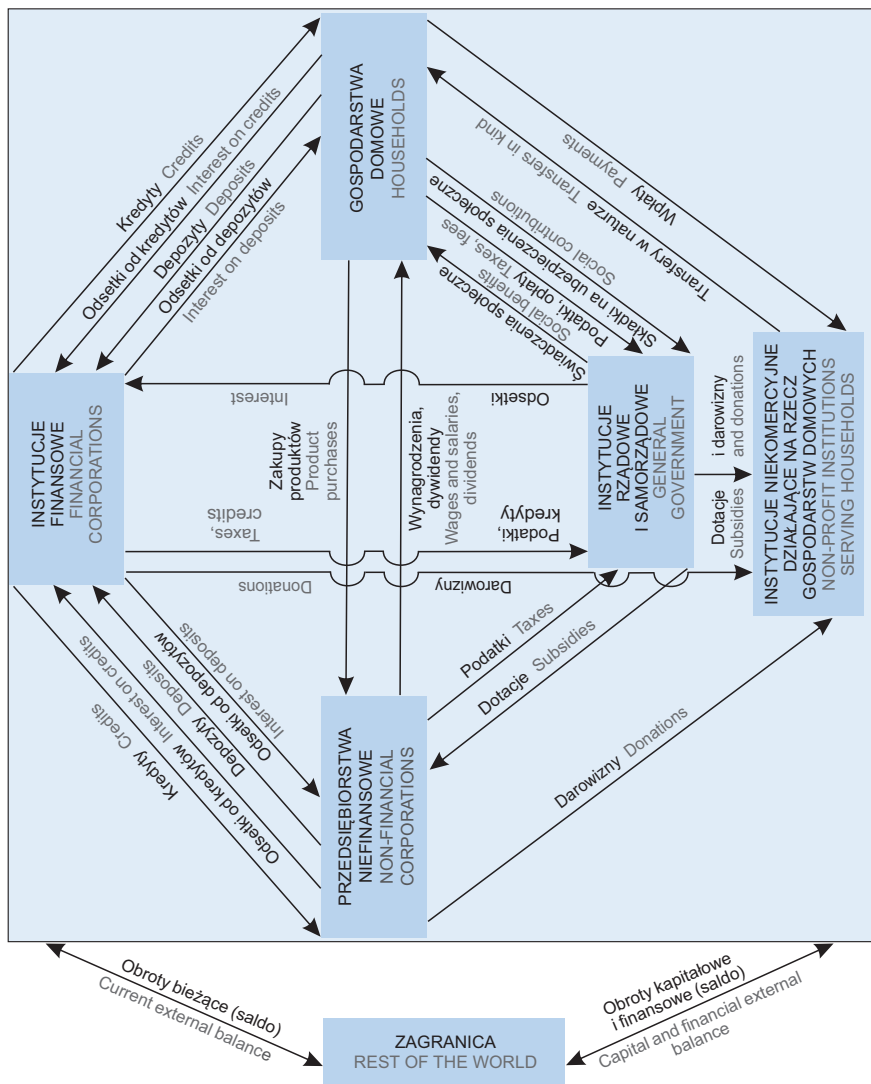 GOSPODARSTWA
DOMOWE
HOUSEHOLDS
Kredyty Credits
Odsetki od kredytów Interest on credits
Depozyty Deposits
Odsetki od depozytów
Interest on deposits
Wpłaty Payments
Transfery w naturze Transfers in kind
Składki na ubezpieczenia społeczne
Social contributions
Podatki, opłaty Taxes, fees
Świadczenia społeczne
Social benefits
INSTYTUCJE
FINANSOWE
FINANCIAL
CORPORATIONS
Odsetki
Interest
Zakupy
produktów
Product
purchases
Wynagrodzenia,
dywidendy
Wages and salaries,
dividends
Podatki,
kredyty
Taxes,
credits
Darowizny
Donations
INSTYTUCJE
RZĄDOWE
I SAMORZĄDOWE
GENERAL
GOVERNMENT
Dotacje
i darowizny
Subsidies
and donations
INSTYTUCJE NIEKOMERCYJNE
DZIAŁAJĄCE NA RZECZ
GOSPODARSTW DOMOWYCH
NON-PROFIT INSTITUTIONS
SERVING HOUSEHOLDS
Odsetki od depozytów
Interest on deposits
Depozyty Deposits
Odsetki od kredytów Interest on credits
Kredyty Credits
PRZEDSIĘBIORSTWA
NIEFINANSOWE
NON-FINANCIAL
CORPORATIONS
Podatki Taxes
Dotacje Subsidies
Darowizny Donations
Obroty bieżące (saldo)
Current external
balance
ZAGRANICA
REST OF THE WORLD
Obroty kapitałowe
i finansowe (saldo)
Capital and financial external
balance